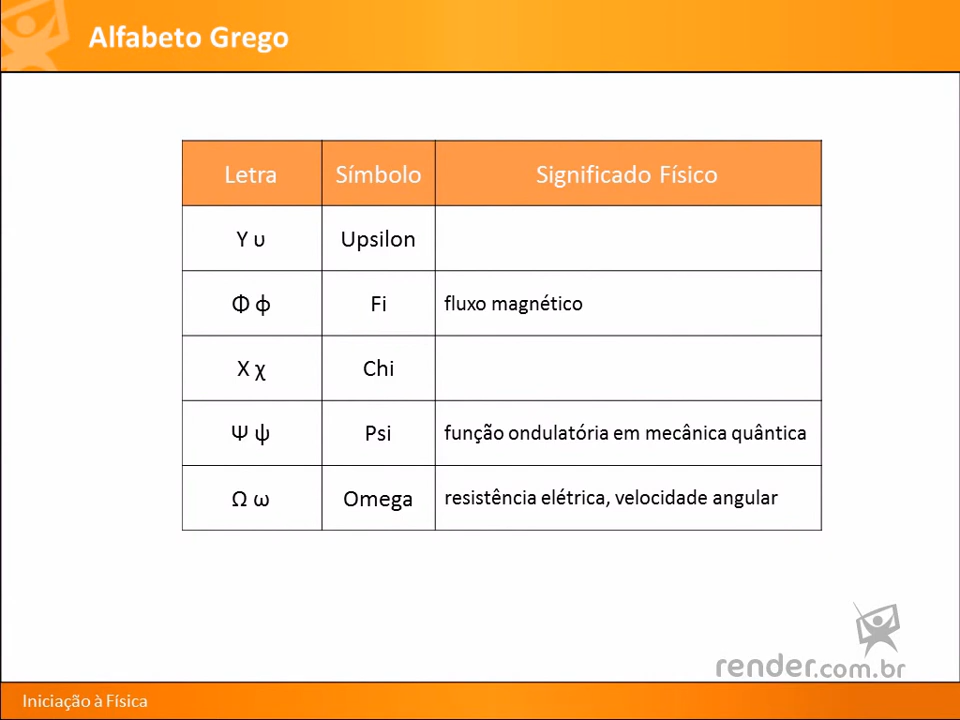 Alfabeto Grego
Letra Símbolo Significado Físico
Υ υ Upsilon
Φ ϕ Fi fluxo magnético
Χ χ Chi
Ψ ψ Psi função ondulatória em mecânica quântica
Ω ω Omega resistência elétrica, velocidade angular
render.com.br
Iniciação à Física